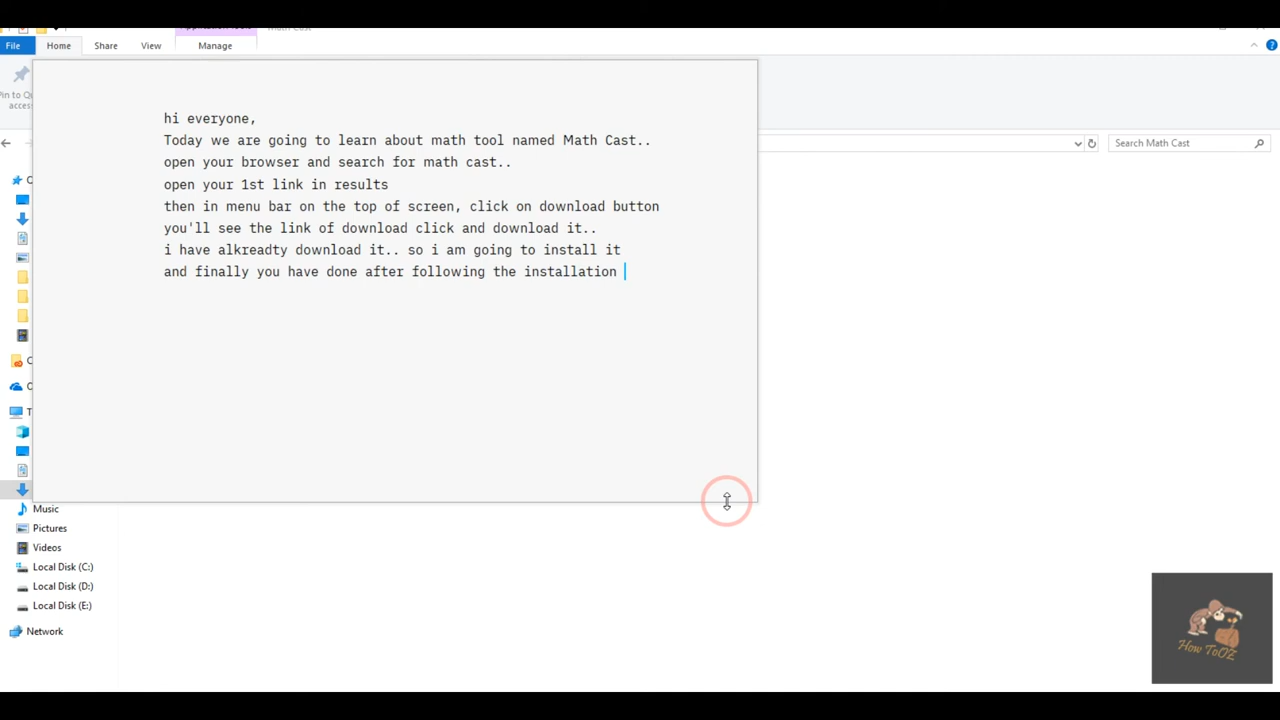 Math Cast
File
Home
Share
View
Manage
hi everyone,
Today we are going to learn about math tool named Math Cast..
open your browser and search for math cast..
open your 1st link in results
then in menu bar on the top of screen, click on download button
you'll see the link of download click and download it..
i have alkreadty download it.. so i am going to install it
and finally you have done after following the installation
Search Math Cast
Music
Pictures
Videos
Local Disk (C:)
Local Disk (D:)
Local Disk (E:)
Network
How ToOZ